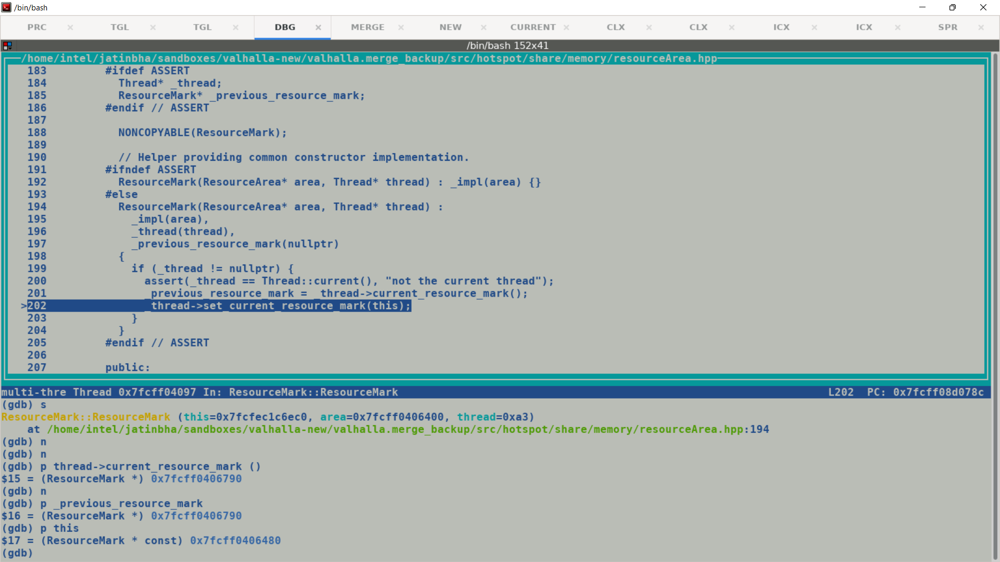 /bin/bash
PRC × TGL × TGL × DBG × MERGE × NEW × CURRENT × CLX × CLX × ICX × ICX × SPR ×
/bin/bash 152x41
/home/intel/jatinbha/sandboxes/valhalla-new/valhalla.merge_backup/src/hotspot/share/memory/resourceArea.hpp
183         #ifdef ASSERT
184           Thread* _thread;
185           ResourceMark* _previous_resource_mark;
186         #endif // ASSERT
187
188           NONCOPYABLE(ResourceMark);
189
190           // Helper providing common constructor implementation.
191         #ifndef ASSERT
192           ResourceMark(ResourceArea* area, Thread* thread) : _impl(area) {}
193         #else
194           ResourceMark(ResourceArea* area, Thread* thread) :
195             _impl(area),
196             _thread(thread),
197             _previous_resource_mark(nullptr)
198           {
199             if (_thread != nullptr) {
200               assert(_thread == Thread::current(), "not the current thread");
201               _previous_resource_mark = _thread->current_resource_mark();
>202               _thread->set_current_resource_mark(this);
203             }
204           }
205         #endif // ASSERT
206
207         public:
multi-thre Thread 0x7fcff04097 In: ResourceMark::ResourceMark L202 PC: 0x7fcff08d078c
(gdb) s
ResourceMark::ResourceMark (this=0x7fcfec1c6ec0, area=0x7fcff0406400, thread=0xa3)
    at /home/intel/jatinbha/sandboxes/valhalla-new/valhalla.merge_backup/src/hotspot/share/memory/resourceArea.hpp:194
(gdb) n
(gdb) n
(gdb) p thread->current_resource_mark ()
$15 = (ResourceMark *) 0x7fcff0406790
(gdb) n
(gdb) p _previous_resource_mark
$16 = (ResourceMark *) 0x7fcff0406790
(gdb) p this
$17 = (ResourceMark * const) 0x7fcff0406480
(gdb)